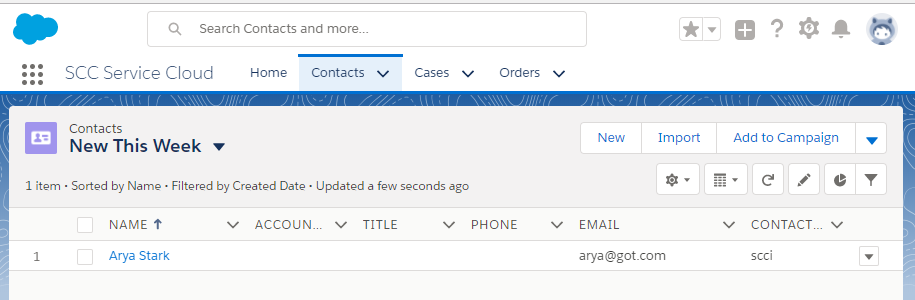 Search Contacts and more...
SCC Service Cloud Home Contacts Cases Orders
Contacts
New This Week
New Import Add to Campaign
1 item • Sorted by Name • Filtered by Created Date • Updated a few seconds ago
NAME ACCOUN... TITLE PHONE EMAIL CONTACT...
1 Arya Stark arya@got.com scci